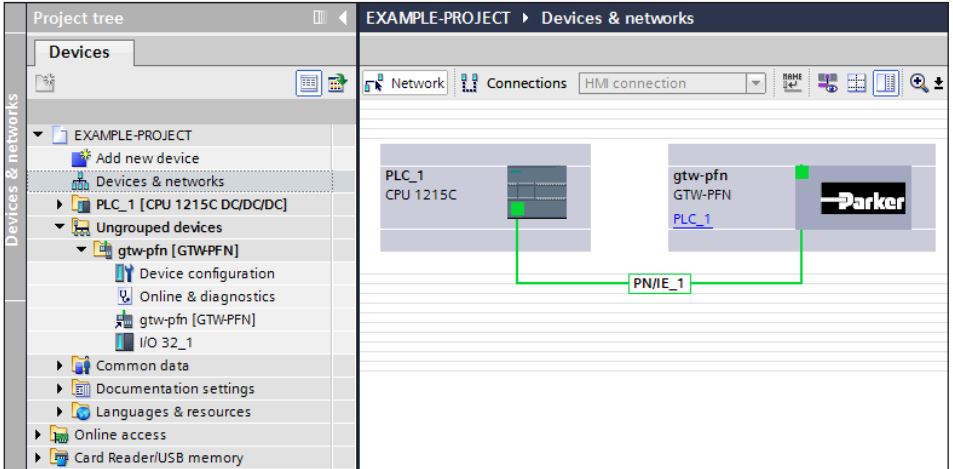 Project tree
EXAMPLE-PROJECT ▸ Devices & networks
Devices
Devices & networks
Network
Connections
HMI connection
NAME
EXAMPLE-PROJECT
Add new device
Devices & networks
PLC_1 [CPU 1215C DC/DC/DC]
Ungrouped devices
gtw-pfn [GTW-PFN]
Device configuration
Online & diagnostics
gtw-pfn [GTW-PFN]
I/O 32_1
Common data
Documentation settings
Languages & resources
Online access
Card Reader/USB memory
PLC_1
CPU 1215C
gtw-pfn
GTW-PFN
PLC_1
Parker
PN/IE_1